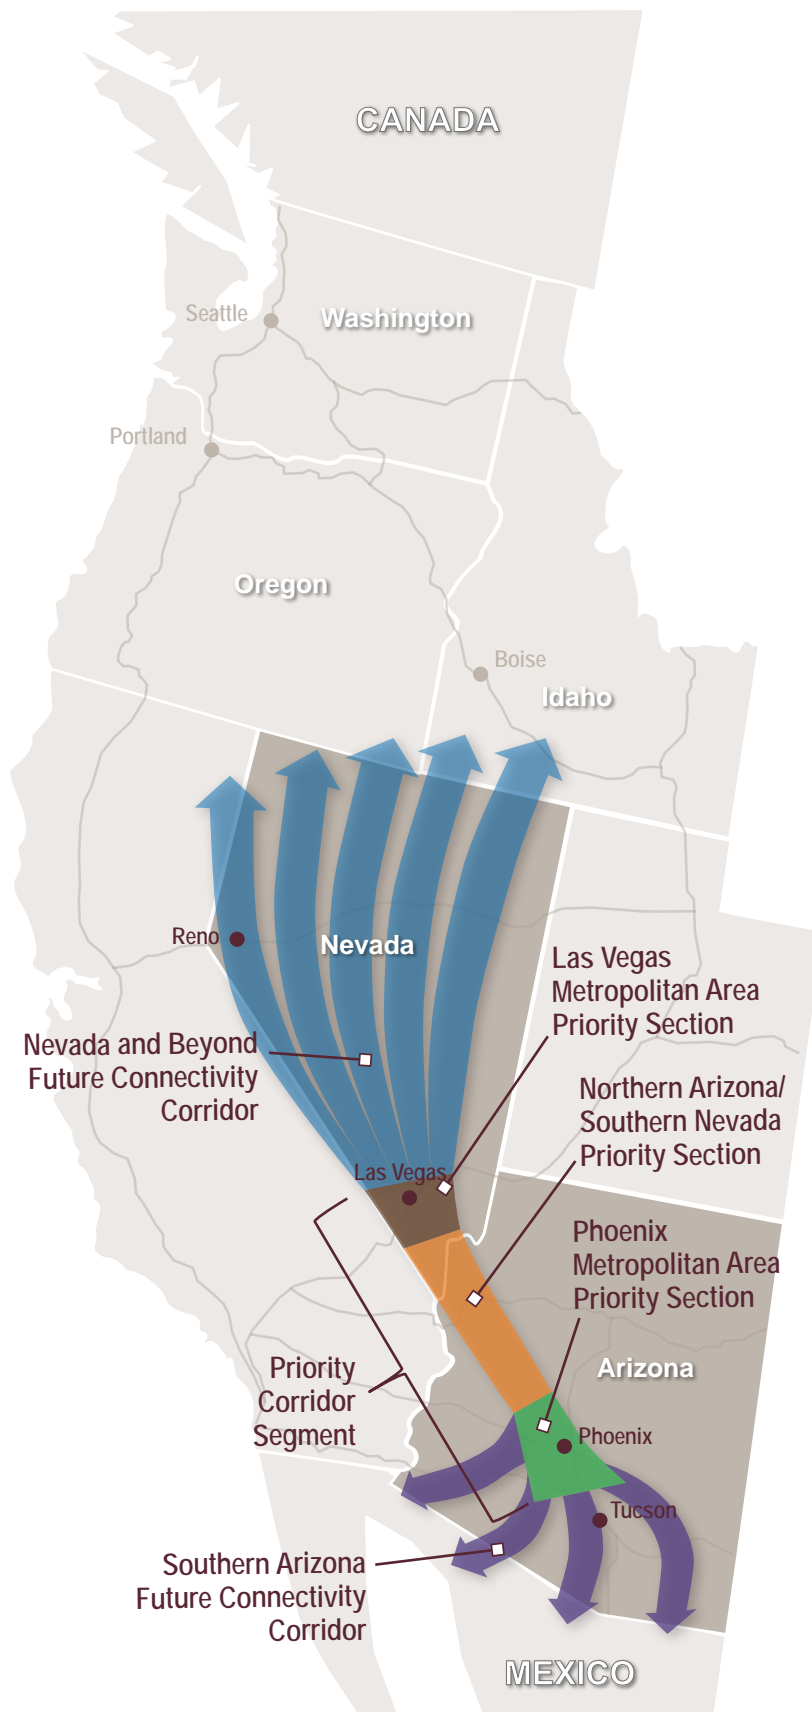 CANADA
Seattle
Washington
Portland
Oregon
Boise
Idaho
Reno
Nevada
Las Vegas
Metropolitan Area
Priority Section
Nevada and Beyond
Future Connectivity
Corridor
Northern Arizona/
Southern Nevada
Priority Section
Las Vegas
Phoenix
Metropolitan Area
Priority Section
Priority
Corridor
Segment
Arizona
Phoenix
Tucson
Southern Arizona
Future Connectivity
Corridor
MEXICO